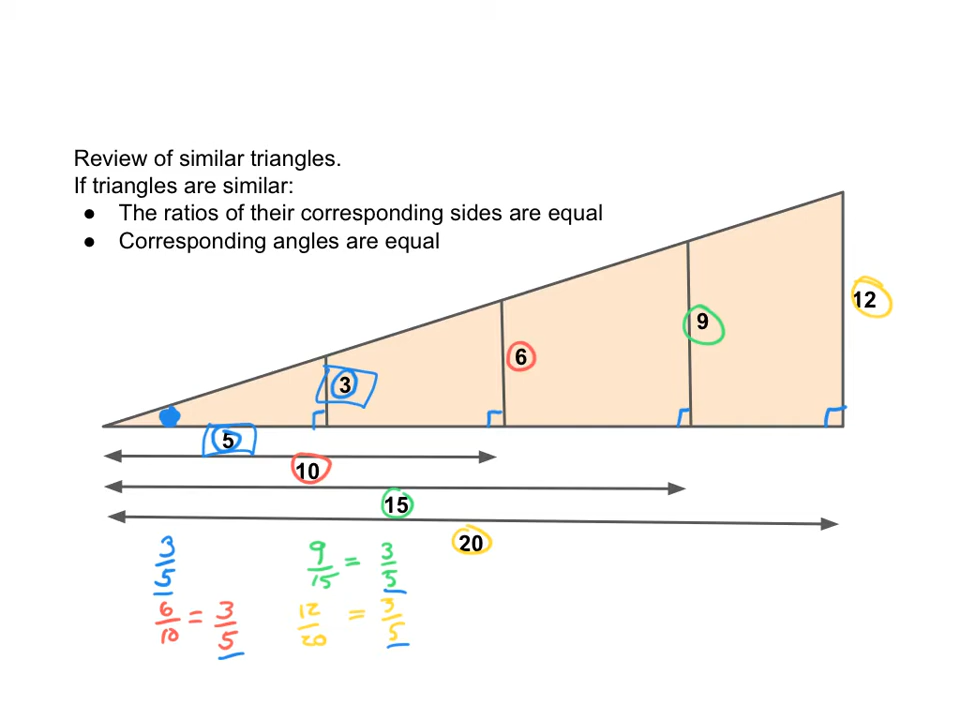 Review of similar triangles.
If triangles are similar:
● The ratios of their corresponding sides are equal
● Corresponding angles are equal
12
9
6
3
5
10
15
20
3/5
9/15 = 3/5
6/10 = 3/5
12/20 = 3/5